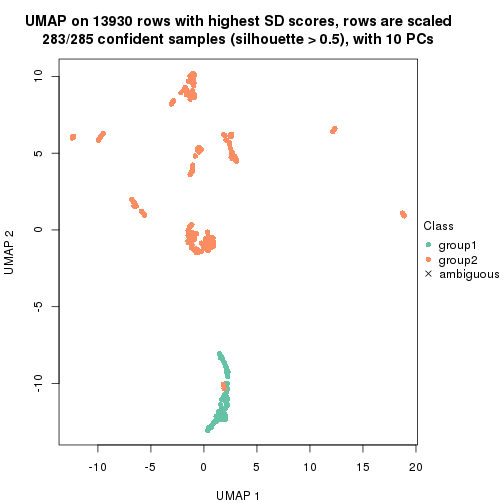 UMAP on 13930 rows with highest SD scores, rows are scaled
283/285 confident samples (silhouette > 0.5), with 10 PCs
10
5
0
-5
-10
UMAP 2
-10
-5
0
5
10
15
20
UMAP 1
Class
group1
group2
ambiguous